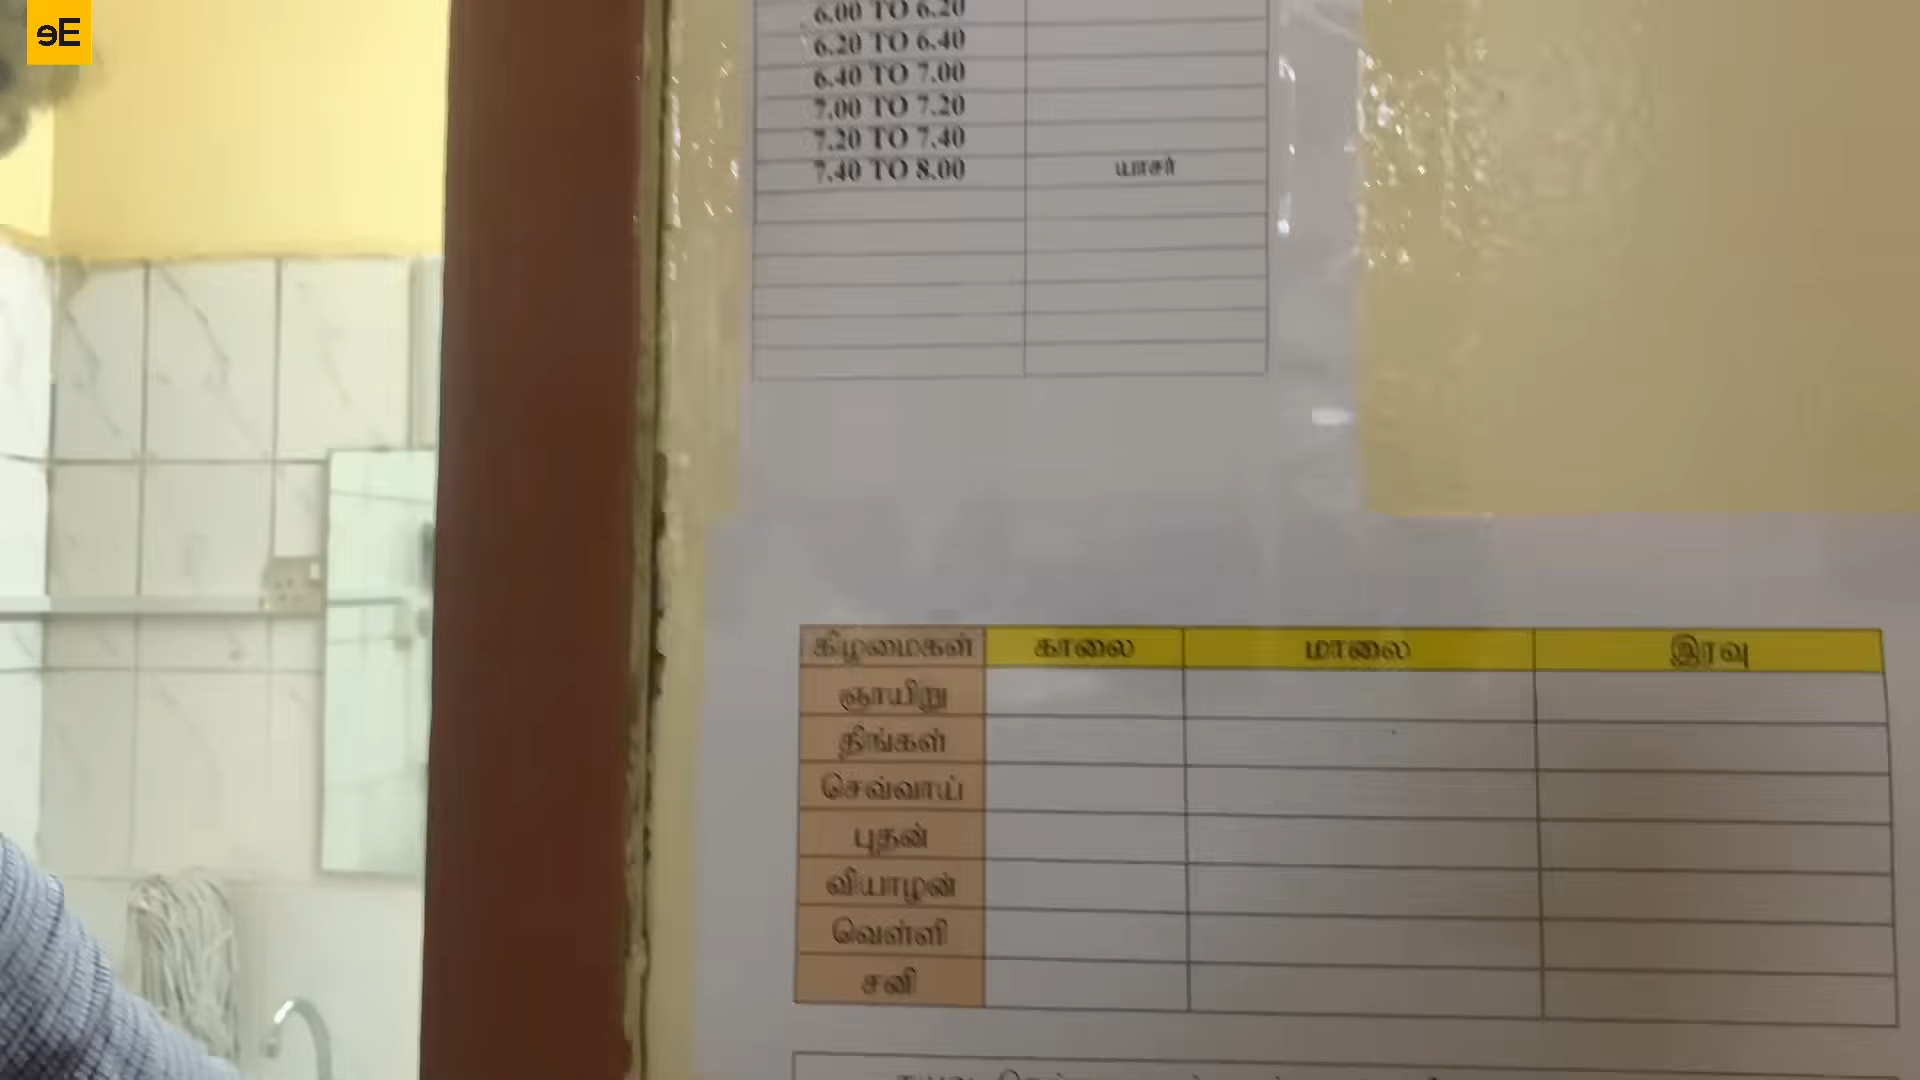 ɘE
6.00 TO 6.20
6.20 TO 6.40
6.40 TO 7.00
7.00 TO 7.20
7.20 TO 7.40
7.40 TO 8.00 யாசர்
கிழமைகள் காலை மாலை இரவு
ஞாயிறு
திங்கள்
செவ்வாய்
புதன்
வியாழன்
வெள்ளி
சனி